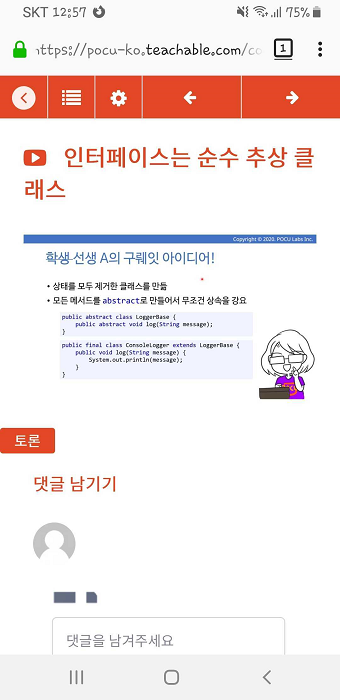 SKT 12:57 75%
https://pocu-ko.teachable.com/co 1
인터페이스는 순수 추상 클
래스
Copyright © 2020. POCU Labs Inc.
학생 선생 A의 구뤠잇 아이디어!
• 상태를 모두 제거한 클래스를 만듦
• 모든 메서드를 abstract로 만들어서 무조건 상속을 강요
public abstract class LoggerBase {
public abstract void log(String message);
}
public final class ConsoleLogger extends LoggerBase {
public void log(String message) {
System.out.println(message);
}
}
토론
댓글 남기기
댓글을 남겨주세요